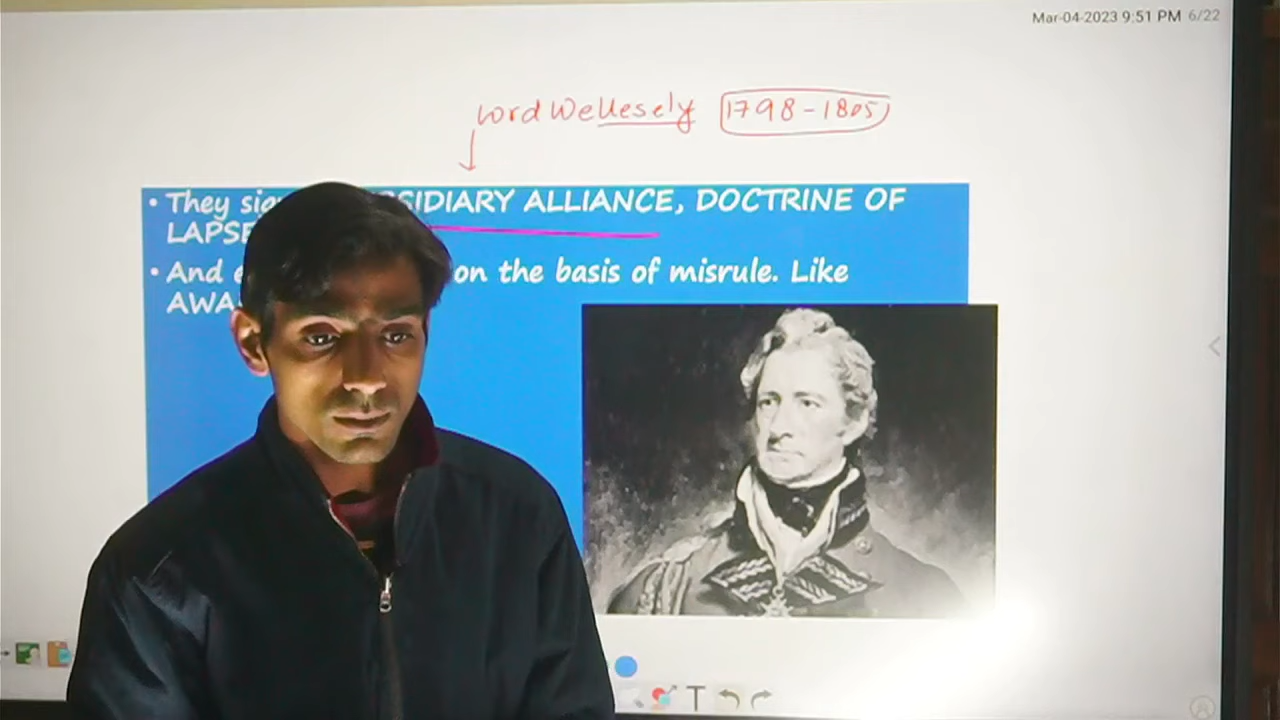 Mar-04-2023 9:51 PM 6/22
Lord Wellesely 1798-1805
• They SIDIARY ALLIANCE, DOCTRINE OF
LAPSE
• And on the basis of misrule. Like
AWA
T